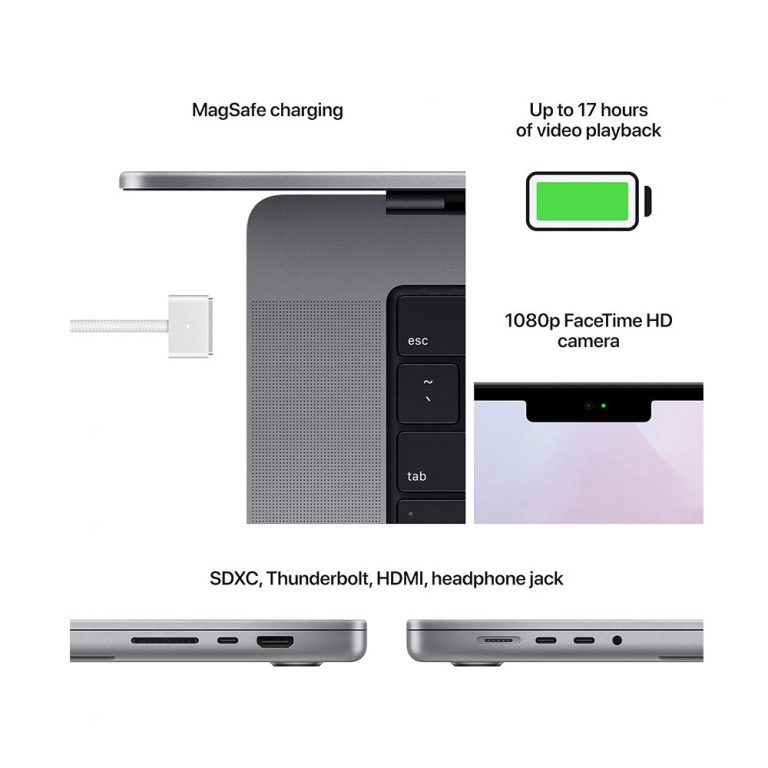 MagSafe charging
Up to 17 hours
of video playback
esc
~
`
tab
1080p FaceTime HD
camera
SDXC, Thunderbolt, HDMI, headphone jack